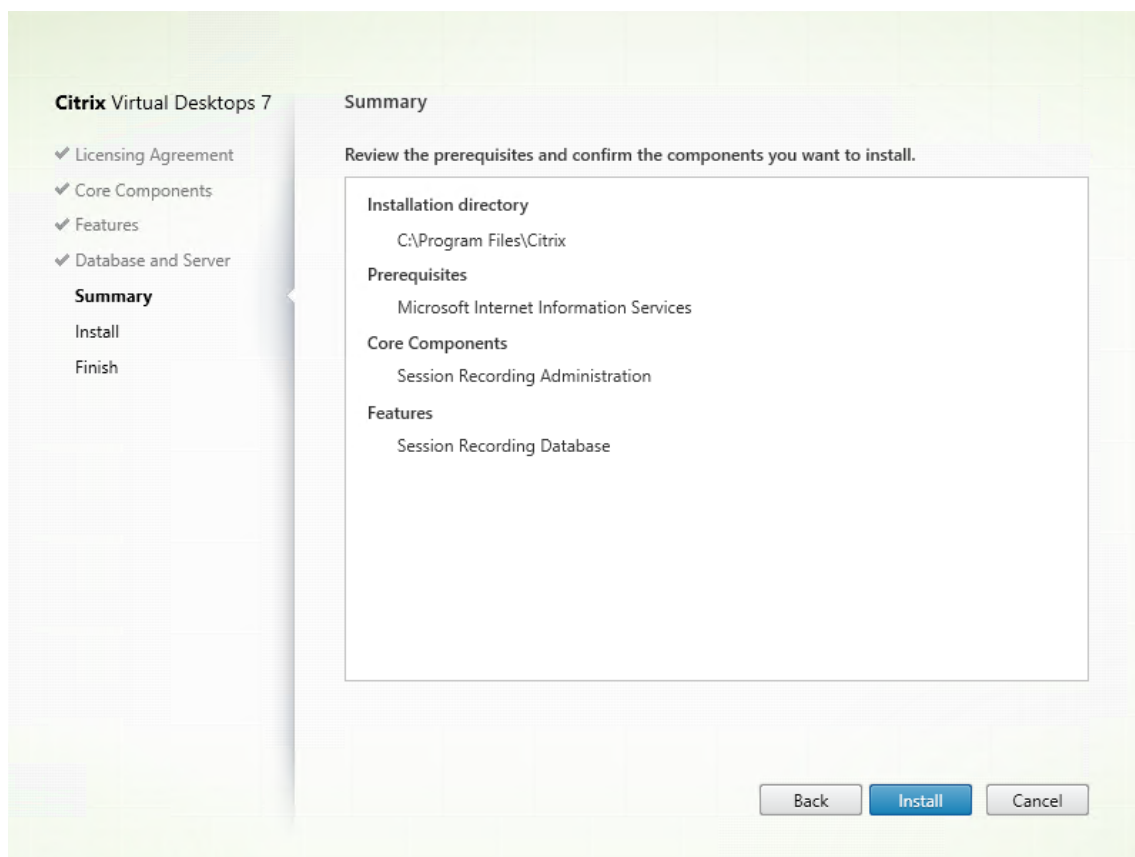 Citrix Virtual Desktops 7
Licensing Agreement
Core Components
Features
Database and Server
Summary
Install
Finish
Summary
Review the prerequisites and confirm the components you want to install.
Installation directory
C:\Program Files\Citrix
Prerequisites
Microsoft Internet Information Services
Core Components
Session Recording Administration
Features
Session Recording Database
Back
Install
Cancel